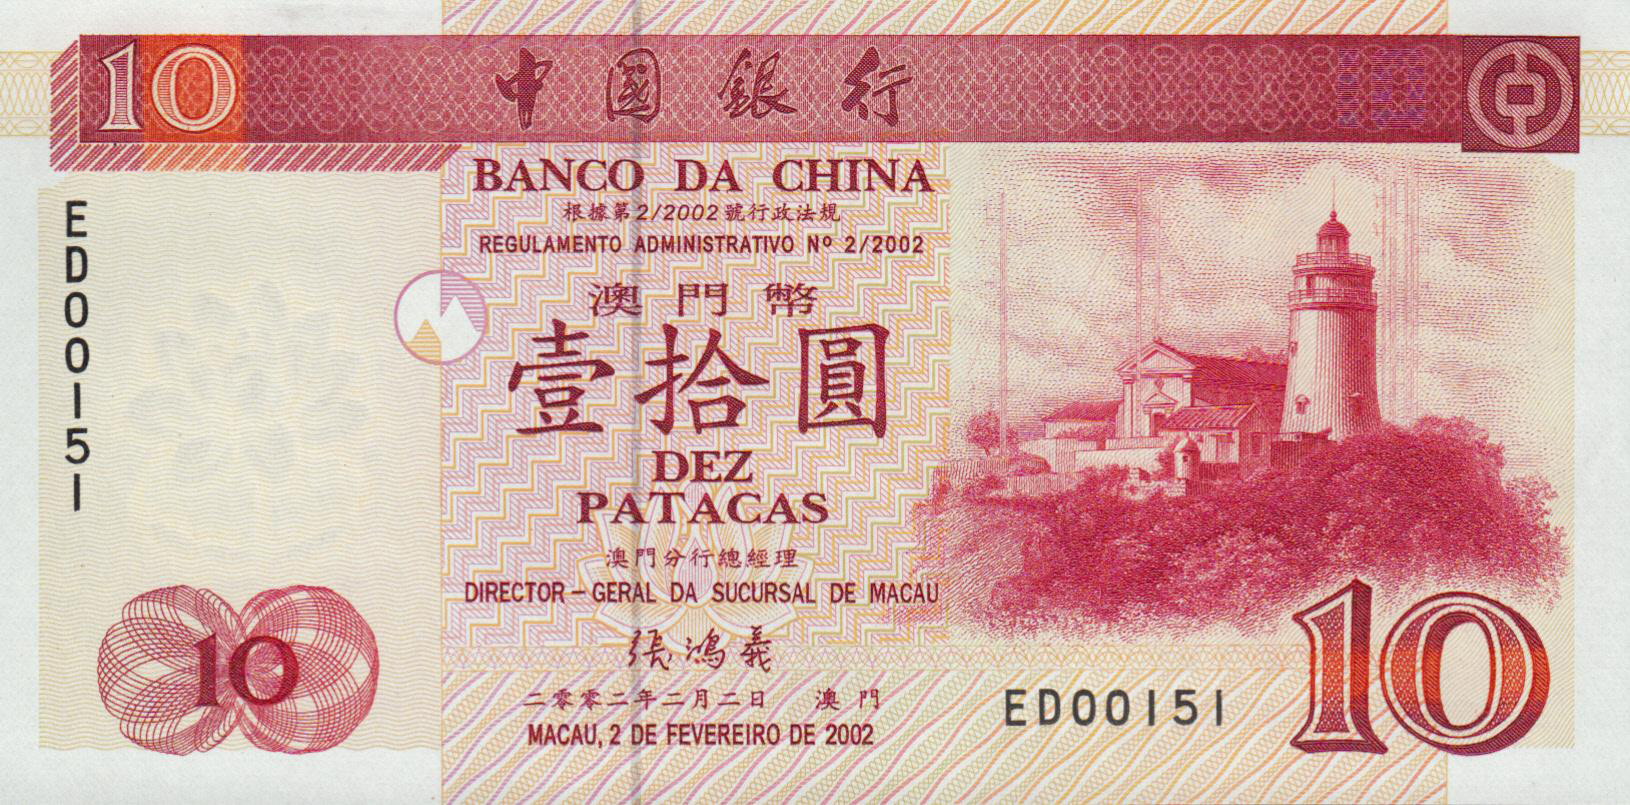 10
中國銀行
BANCO DA CHINA
根據第2/2002號行政法規
REGULAMENTO ADMINISTRATIVO Nº 2/2002
澳門幣
壹拾圓
DEZ
PATACAS
澳門分行總經理
DIRECTOR – GERAL DA SUCURSAL DE MACAU
張鴻義
二零零二年二月二日 澳門
MACAU, 2 DE FEVEREIRO DE 2002
ED00151
ED00151
10
10
10